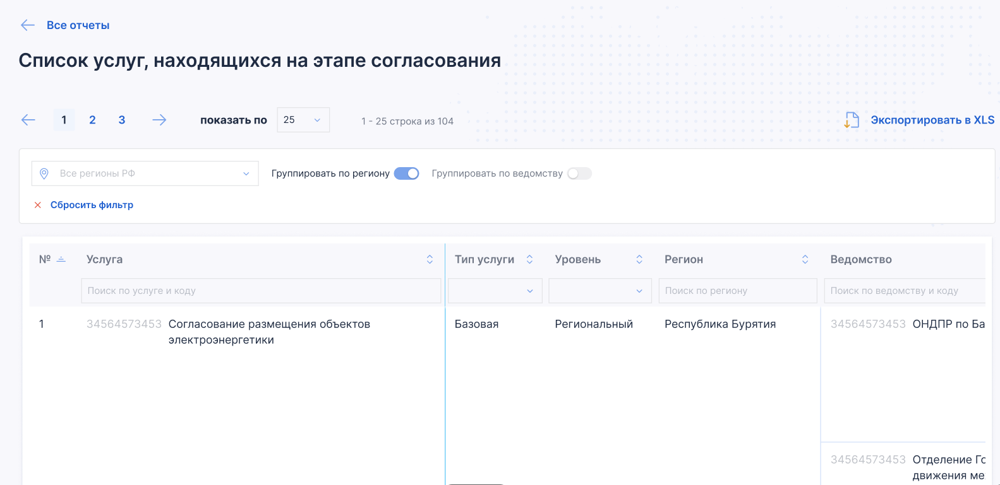 Все отчеты
Список услуг, находящихся на этапе согласования
1 2 3 показать по 25 1 - 25 строка из 104 Экспортировать в XLS
Все регионы РФ Группировать по региону Группировать по ведомству
Сбросить фильтр
№ Услуга Тип услуги Уровень Регион Ведомство
Поиск по услуге и коду Поиск по региону Поиск по ведомству и коду
1 34564573453 Согласование размещения объектов Базовая Региональный Республика Бурятия 34564573453 ОНДПР по Ба
электроэнергетики
34564573453 Отделение Го
движения ме